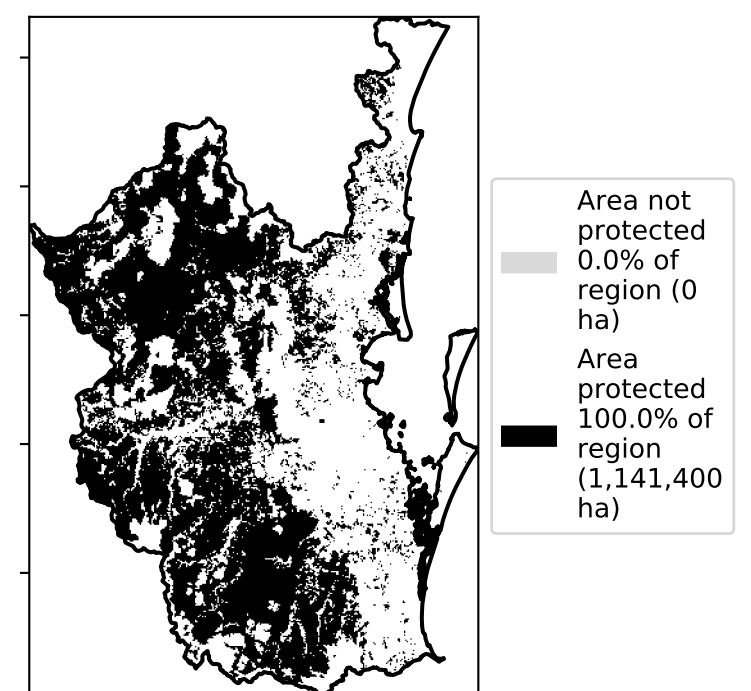 Area not
protected
0.0% of
region (0
ha)
Area
protected
100.0% of
region
(1,141,400
ha)